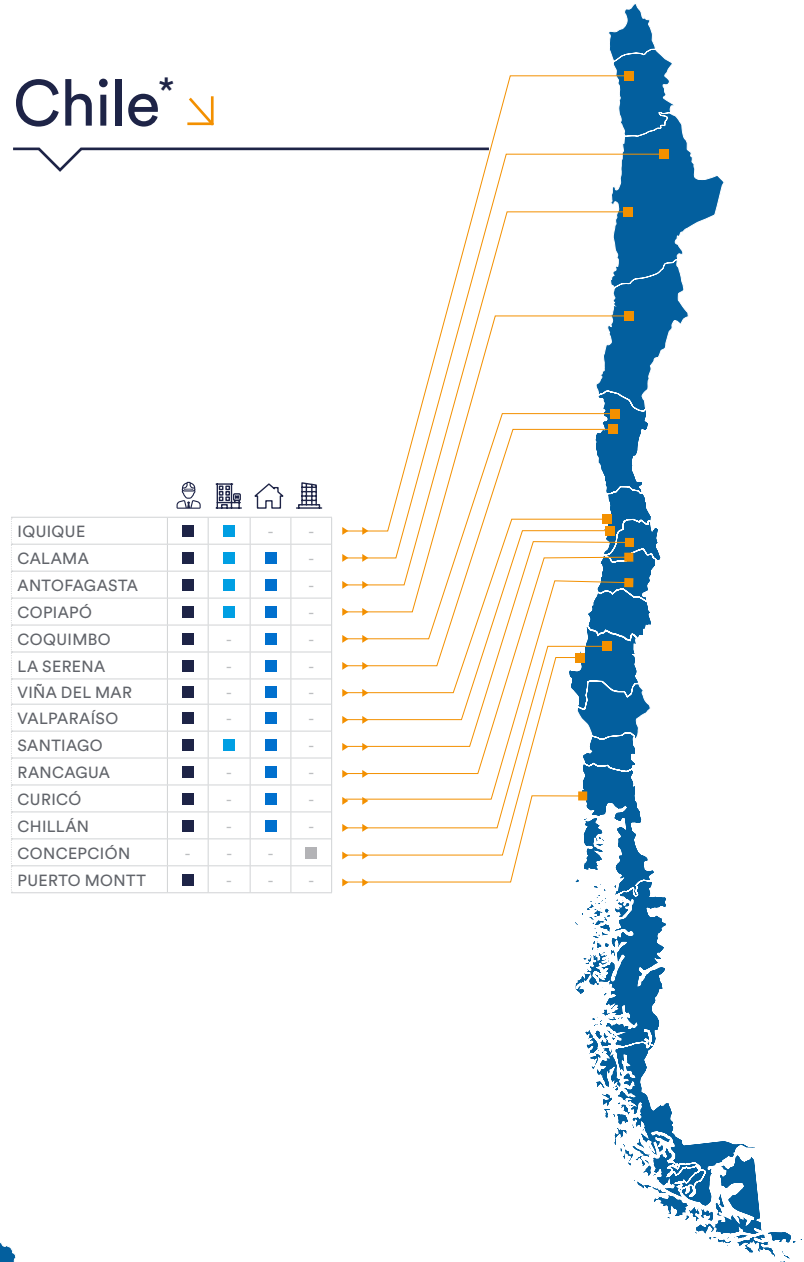 Chile*
IQUIQUE - -
CALAMA -
ANTOFAGASTA -
COPIAPÓ -
COQUIMBO - -
LA SERENA - -
VIÑA DEL MAR - -
VALPARAÍSO - -
SANTIAGO -
RANCAGUA - -
CURICÓ - -
CHILLÁN - -
CONCEPCIÓN - - -
PUERTO MONTT - - -